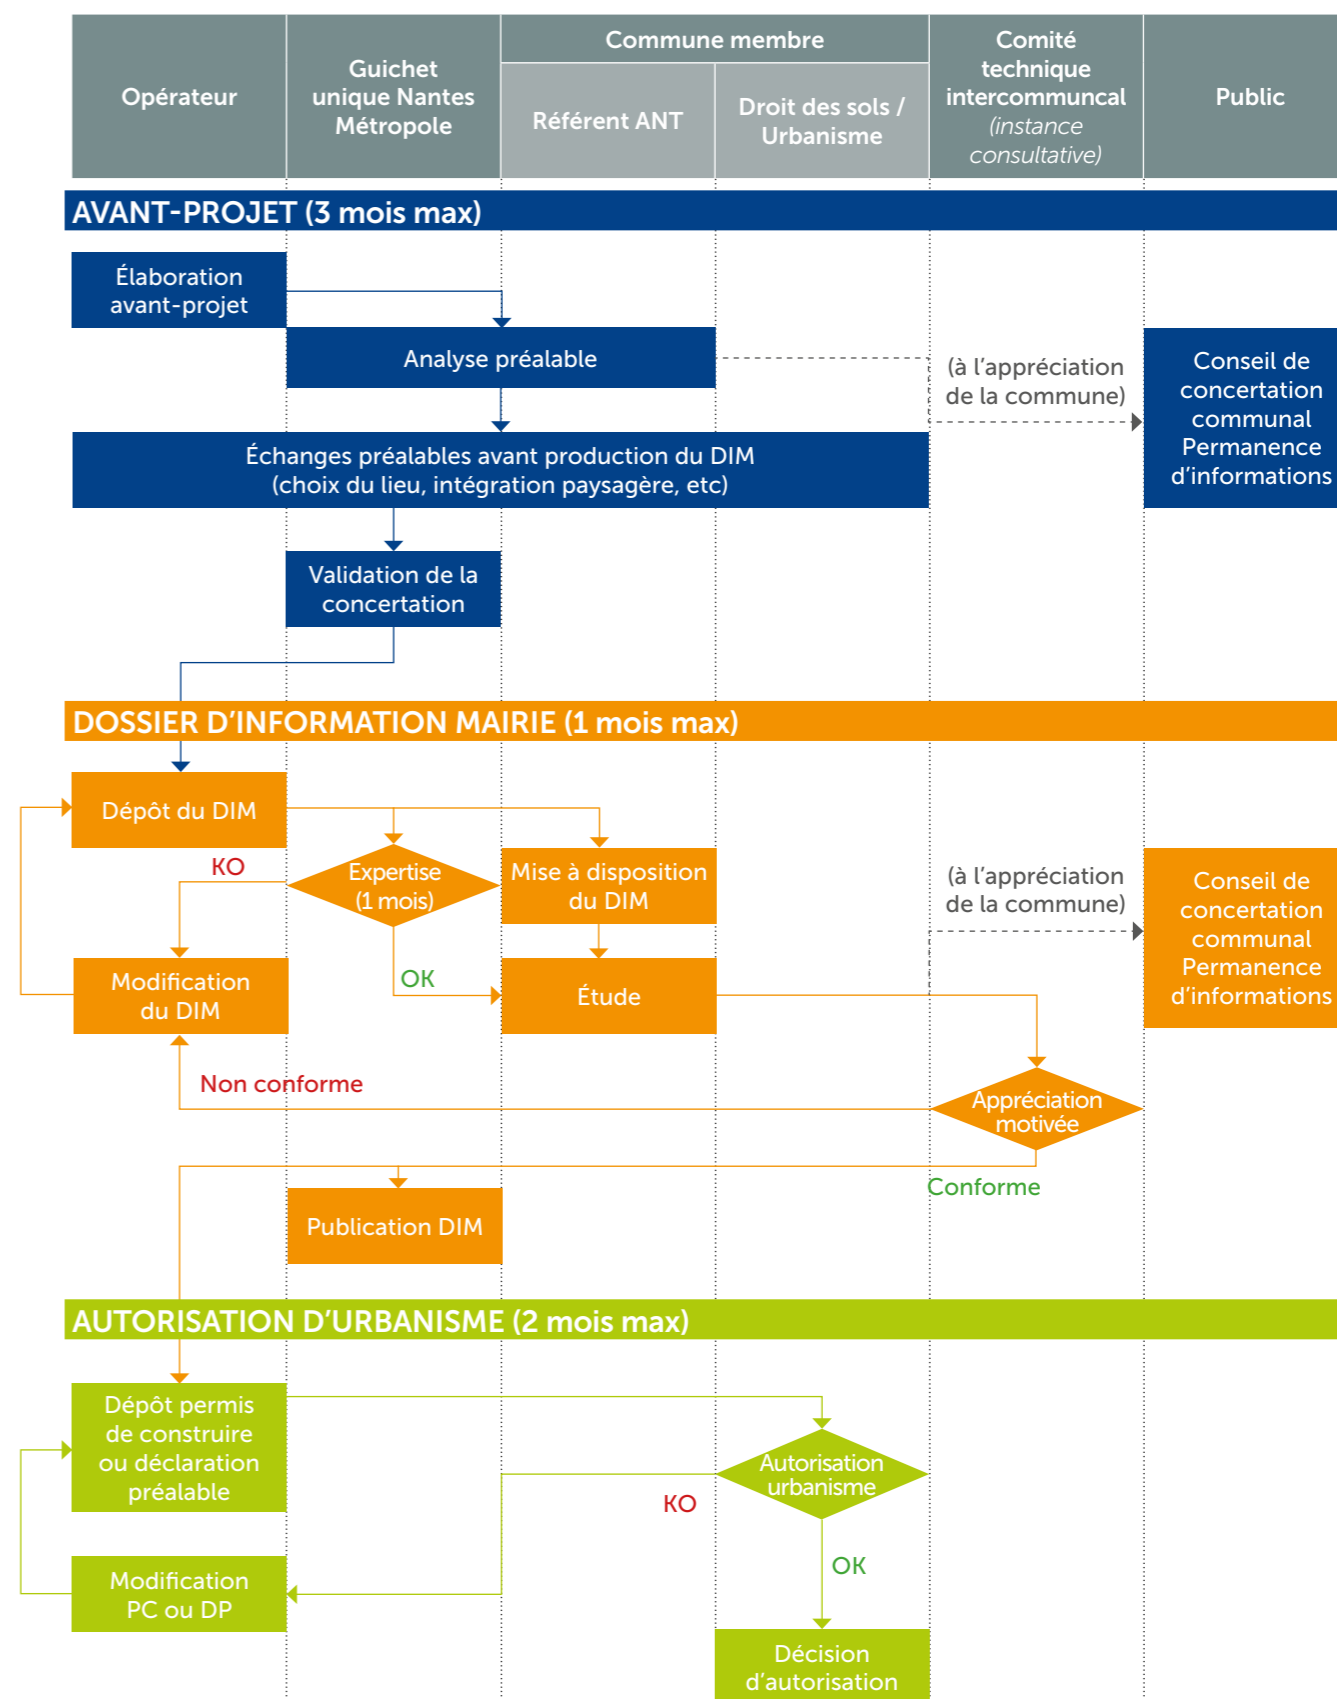 Opérateur
Guichet
unique Nantes
Métropole
Commune membre
Référent ANT
Droit des sols /
Urbanisme
Comité
technique
intercommuncal
(instance
consultative)
Public
AVANT-PROJET (3 mois max)
Élaboration
avant-projet
Analyse préalable
(à l'appréciation
de la commune)
Conseil de
concertation
communal
Permanence
d'informations
Échanges préalables avant production du DIM
(choix du lieu, intégration paysagère, etc)
Validation de la
concertation
DOSSIER D'INFORMATION MAIRIE (1 mois max)
Dépôt du DIM
KO
Expertise
(1 mois)
Mise à disposition
du DIM
(à l'appréciation
de la commune)
Conseil de
concertation
communal
Permanence
d'informations
Modification
du DIM
OK
Étude
Non conforme
Appréciation
motivée
Conforme
Publication DIM
AUTORISATION D'URBANISME (2 mois max)
Dépôt permis
de construire
ou déclaration
préalable
Autorisation
urbanisme
KO
OK
Modification
PC ou DP
Décision
d'autorisation